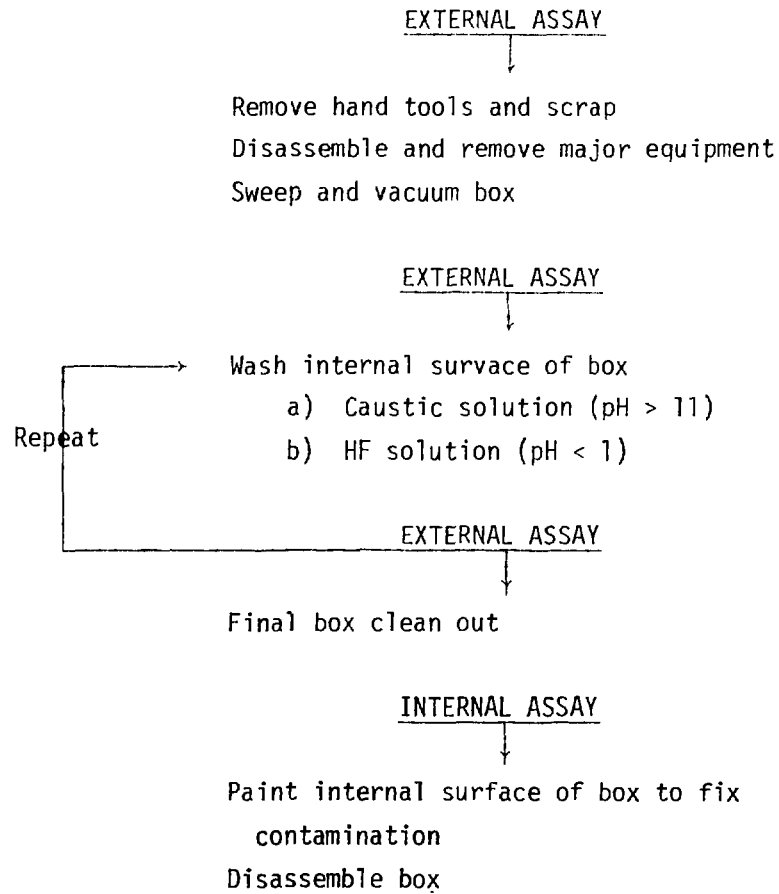 EXTERNAL ASSAY
Remove hand tools and scrap
Disassemble and remove major equipment
Sweep and vacuum box
EXTERNAL ASSAY
Wash internal survace of box
a) Caustic solution (pH > 11)
Repeat
b) HF solution (pH < 1)
EXTERNAL ASSAY
Final box clean out
INTERNAL ASSAY
Paint internal surface of box to fix
contamination
Disassemble box